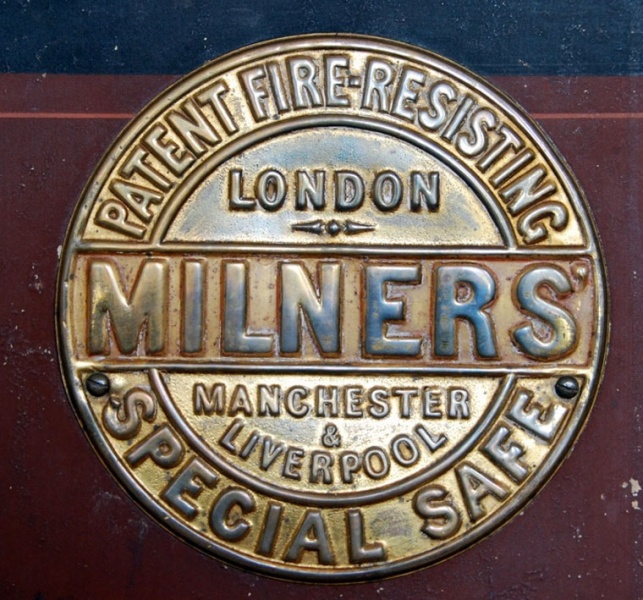 PATENT FIRE-RESISTING
LONDON
MILNERS'
MANCHESTER
&
LIVERPOOL
SPECIAL SAFE